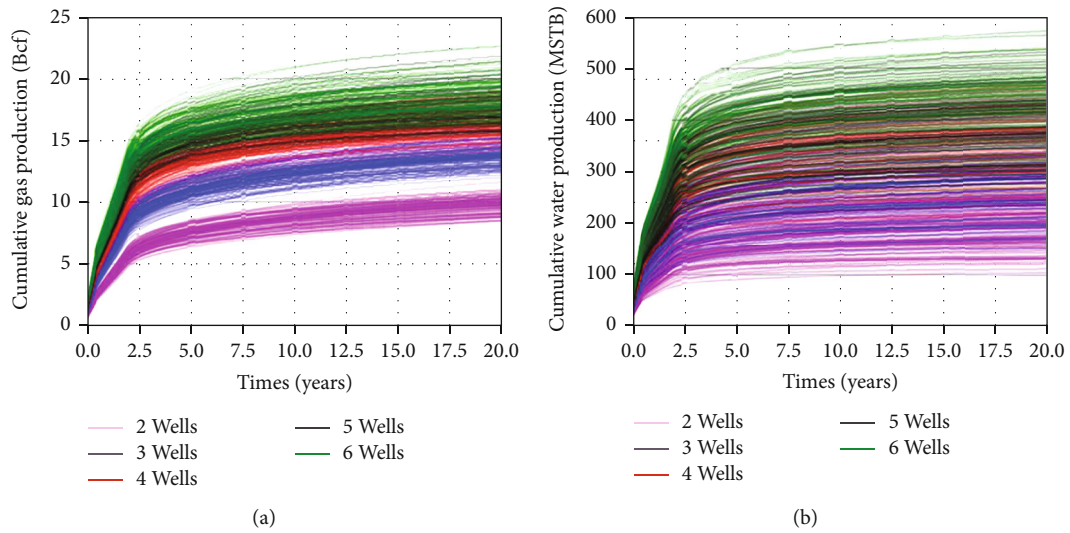 Cumulative gas production (Bcf)
25
20
15
10
5
0
0.0 2.5 5.0 7.5 10.0 12.5 15.0 17.5 20.0
Times (years)
2 Wells 5 Wells
3 Wells 6 Wells
4 Wells
(a)
Cumulative water production (MSTB)
600
500
400
300
200
100
0
0.0 2.5 5.0 7.5 10.0 12.5 15.0 17.5 20.0
Times (years)
2 Wells 5 Wells
3 Wells 6 Wells
4 Wells
(b)